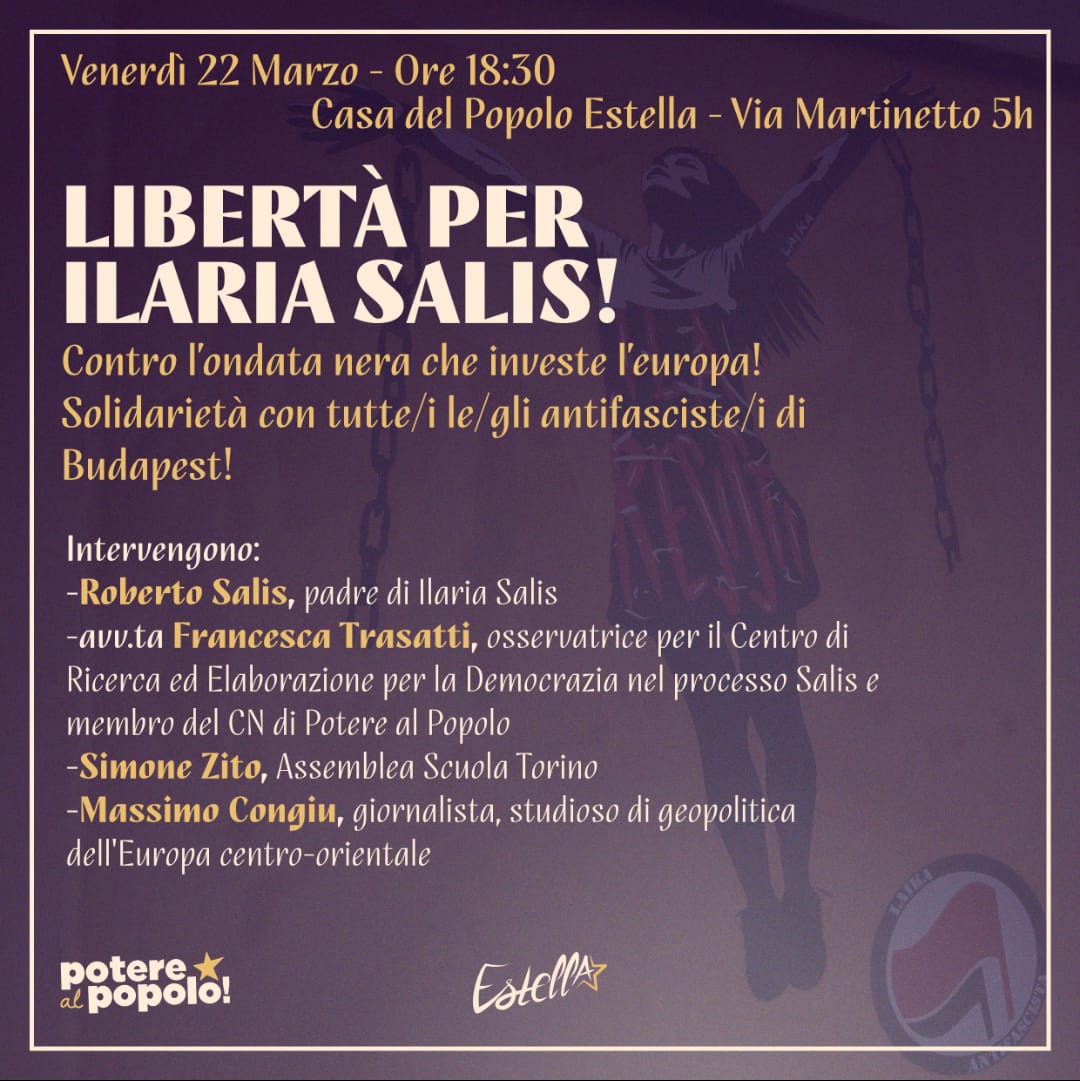 Venerdì 22 Marzo - Ore 18:30
Casa del Popolo Estella - Via Martinetto 5h
LIBERTÀ PER
ILARIA SALIS!
Contro l'ondata nera che investe l'europa!
Solidarietà con tutte/i le/gli antifasciste/i di
Budapest!
Intervengono:
-Roberto Salis, padre di Ilaria Salis
-avv.ta Francesca Trasatti, osservatrice per il Centro di
Ricerca ed Elaborazione per la Democrazia nel processo Salis e
membro del CN di Potere al Popolo
-Simone Zito, Assemblea Scuola Torino
-Massimo Congiu, giornalista, studioso di geopolitica
dell'Europa centro-orientale
potere
al popolo!
Estella
LAIKA
LAIKA
ANTIFASCISTA